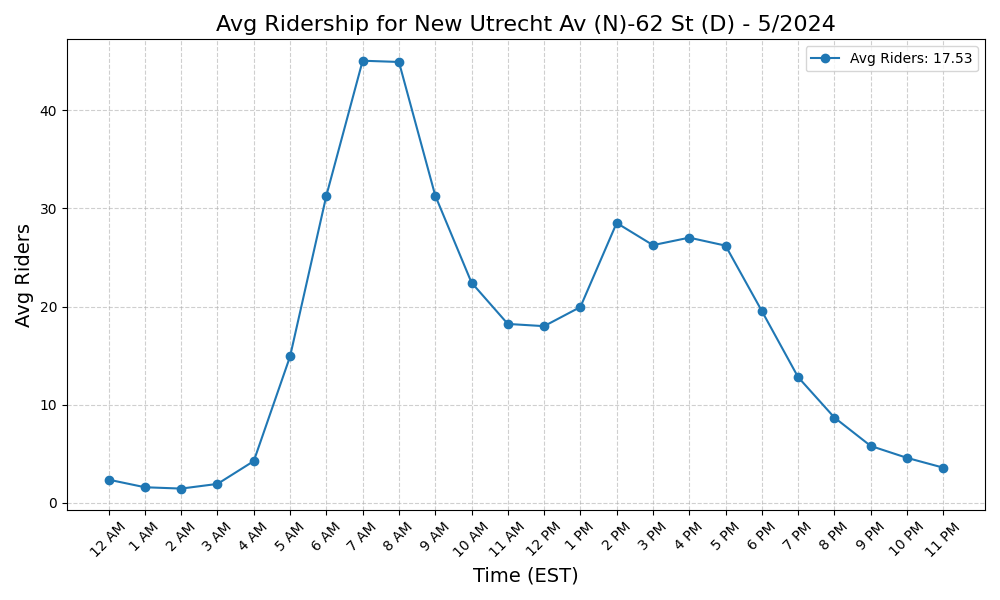 Avg Ridership for New Utrecht Av (N)-62 St (D) - 5/2024
Avg Riders: 17.53
Avg Riders
40
30
20
10
0
12 AM
1 AM
2 AM
3 AM
4 AM
5 AM
6 AM
7 AM
8 AM
9 AM
10 AM
11 AM
12 PM
1 PM
2 PM
3 PM
4 PM
5 PM
6 PM
7 PM
8 PM
9 PM
10 PM
11 PM
Time (EST)